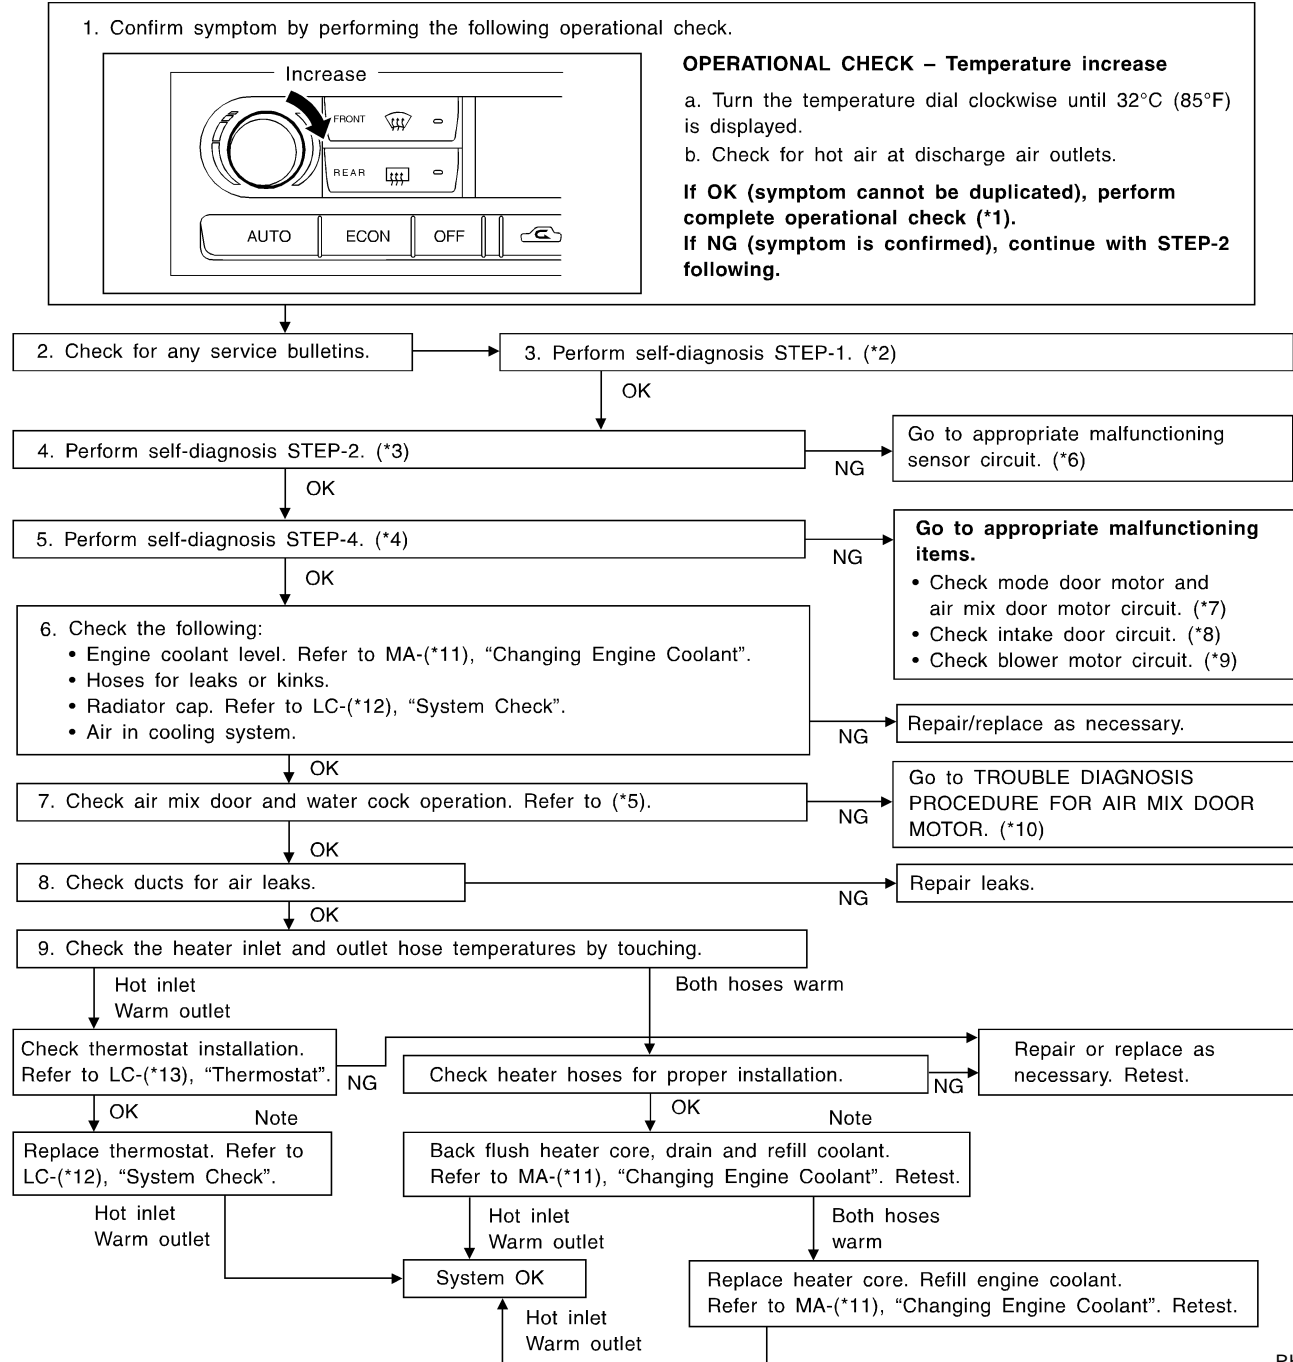 1. Confirm symptom by performing the following operational check.
Increase
FRONT
REAR
AUTO
ECON
OFF
OPERATIONAL CHECK – Temperature increase
a. Turn the temperature dial clockwise until 32°C (85°F)
is displayed.
b. Check for hot air at discharge air outlets.
If OK (symptom cannot be duplicated), perform
complete operational check (*1).
If NG (symptom is confirmed), continue with STEP-2
following.
2. Check for any service bulletins.
3. Perform self-diagnosis STEP-1. (*2)
OK
4. Perform self-diagnosis STEP-2. (*3)
NG
Go to appropriate malfunctioning
sensor circuit. (*6)
OK
5. Perform self-diagnosis STEP-4. (*4)
NG
Go to appropriate malfunctioning
items.
• Check mode door motor and
air mix door motor circuit. (*7)
• Check intake door circuit. (*8)
• Check blower motor circuit. (*9)
OK
6. Check the following:
• Engine coolant level. Refer to MA-(*11), “Changing Engine Coolant”.
• Hoses for leaks or kinks.
• Radiator cap. Refer to LC-(*12), “System Check”.
• Air in cooling system.
NG
Repair/replace as necessary.
OK
7. Check air mix door and water cock operation. Refer to (*5).
NG
Go to TROUBLE DIAGNOSIS
PROCEDURE FOR AIR MIX DOOR
MOTOR. (*10)
OK
8. Check ducts for air leaks.
NG
Repair leaks.
OK
9. Check the heater inlet and outlet hose temperatures by touching.
Hot inlet
Warm outlet
Both hoses warm
Check thermostat installation.
Refer to LC-(*13), “Thermostat”.
NG
Check heater hoses for proper installation.
NG
Repair or replace as
necessary. Retest.
OK
Note
OK
Note
Replace thermostat. Refer to
LC-(*12), “System Check”.
Back flush heater core, drain and refill coolant.
Refer to MA-(*11), “Changing Engine Coolant”. Retest.
Hot inlet
Warm outlet
Hot inlet
Warm outlet
Both hoses
warm
System OK
Replace heater core. Refill engine coolant.
Refer to MA-(*11), “Changing Engine Coolant”. Retest.
Hot inlet
Warm outlet